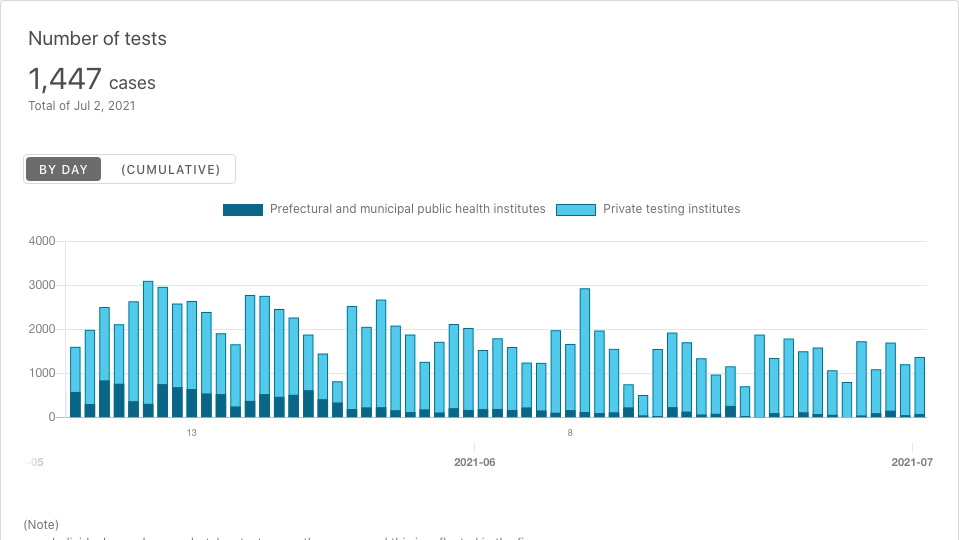 Number of tests
1,447 cases
Total of Jul 2, 2021
BY DAY (CUMULATIVE)
Prefectural and municipal public health institutes Private testing institutes
4000
3000
2000
1000
0
13 8
-05 2021-06 2021-07
(Note)